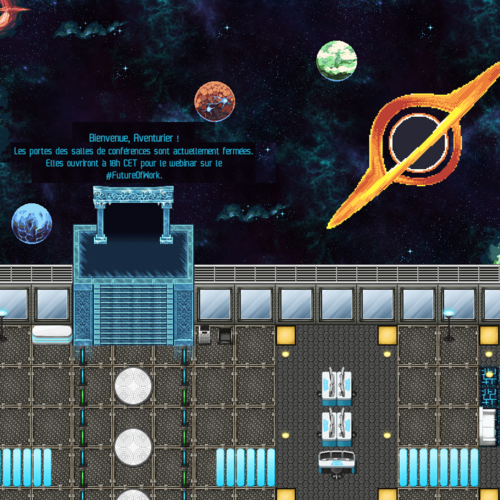 Bienvenue, Aventurier !
Les portes des salles de conférences sont actuellement fermées.
Elles ouvriront à 18h CET pour le webinar sur le
#FutureOfWork.